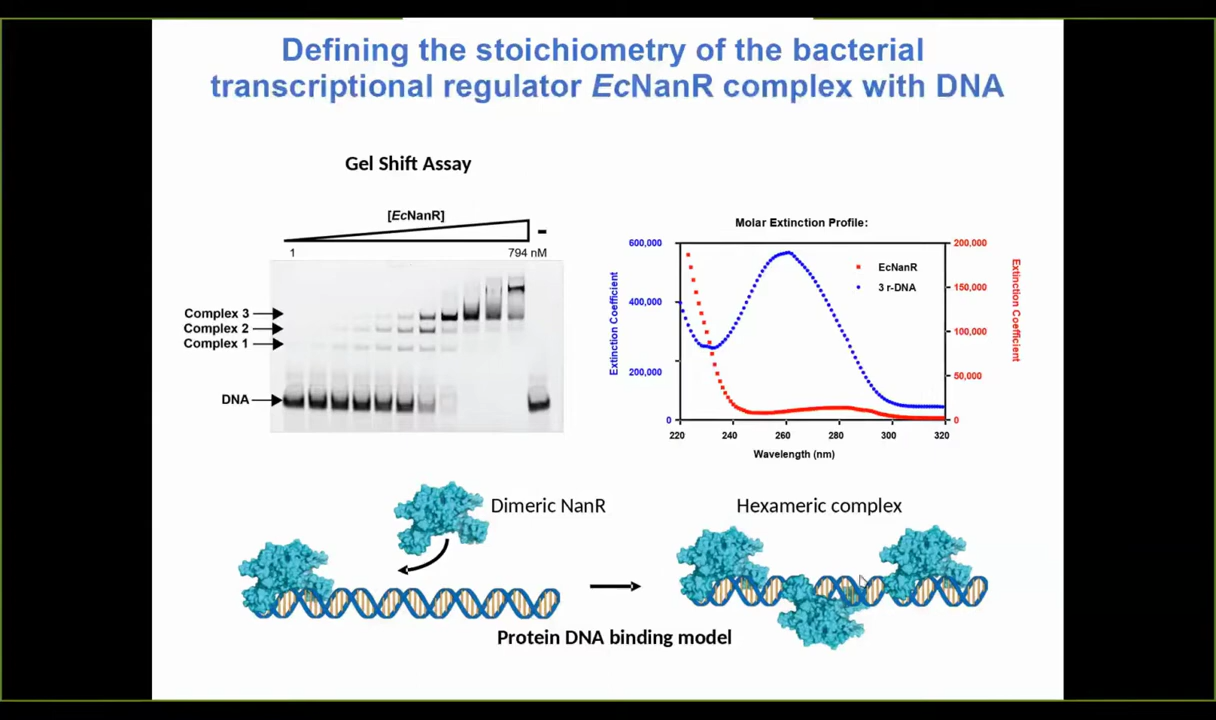 Defining the stoichiometry of the bacterial
transcriptional regulator EcNanR complex with DNA
Gel Shift Assay
[EcNanR]
1
794 nM
-
Complex 3
Complex 2
Complex 1
DNA
Molar Extinction Profile:
600,000
400,000
200,000
0
Extinction Coefficient
200,000
150,000
100,000
50,000
0
Extinction Coefficient
EcNanR
3 r-DNA
220 240 260 280 300 320
Wavelength (nm)
Dimeric NanR
Hexameric complex
Protein DNA binding model